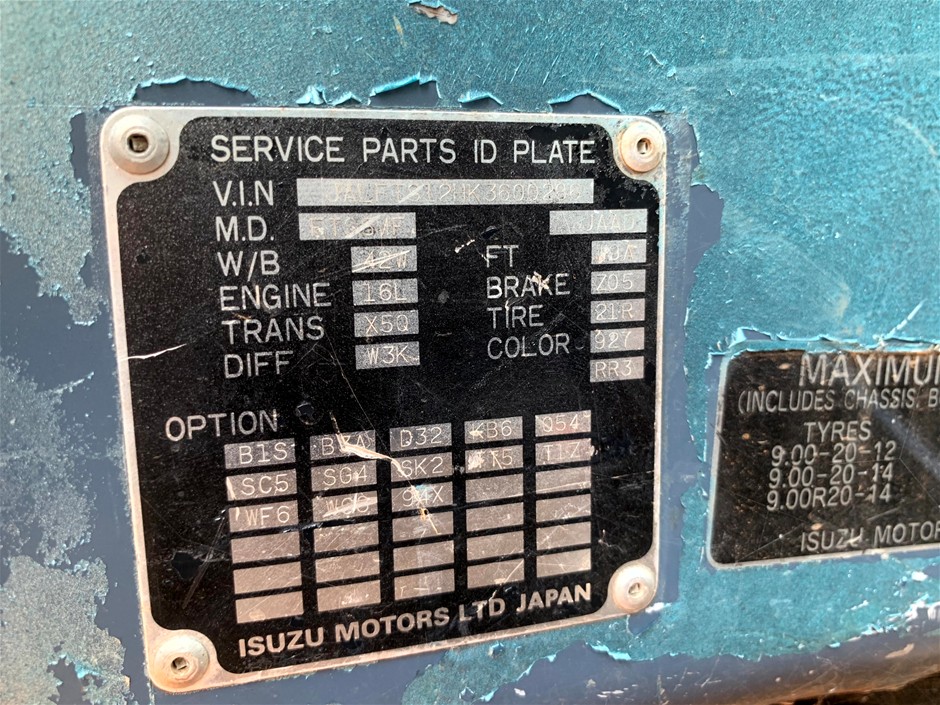 SERVICE PARTS ID PLATE
V.I.N
M.D.
W/B 42W FT
ENGINE 16L BRAKE Z05
TRANS X5Q TIRE 21R
DIFF W3K COLOR 927
RR3
OPTION
B1S D32 KB6 Q54
SC5 SG4 SK2
WF6 94X
ISUZU MOTORS LTD JAPAN
MAXIMU
(INCLUDES CHASSIS, B
TYRES
9.00-20-12
9.00-20-14
9.00R20-14
ISUZU MOTOR